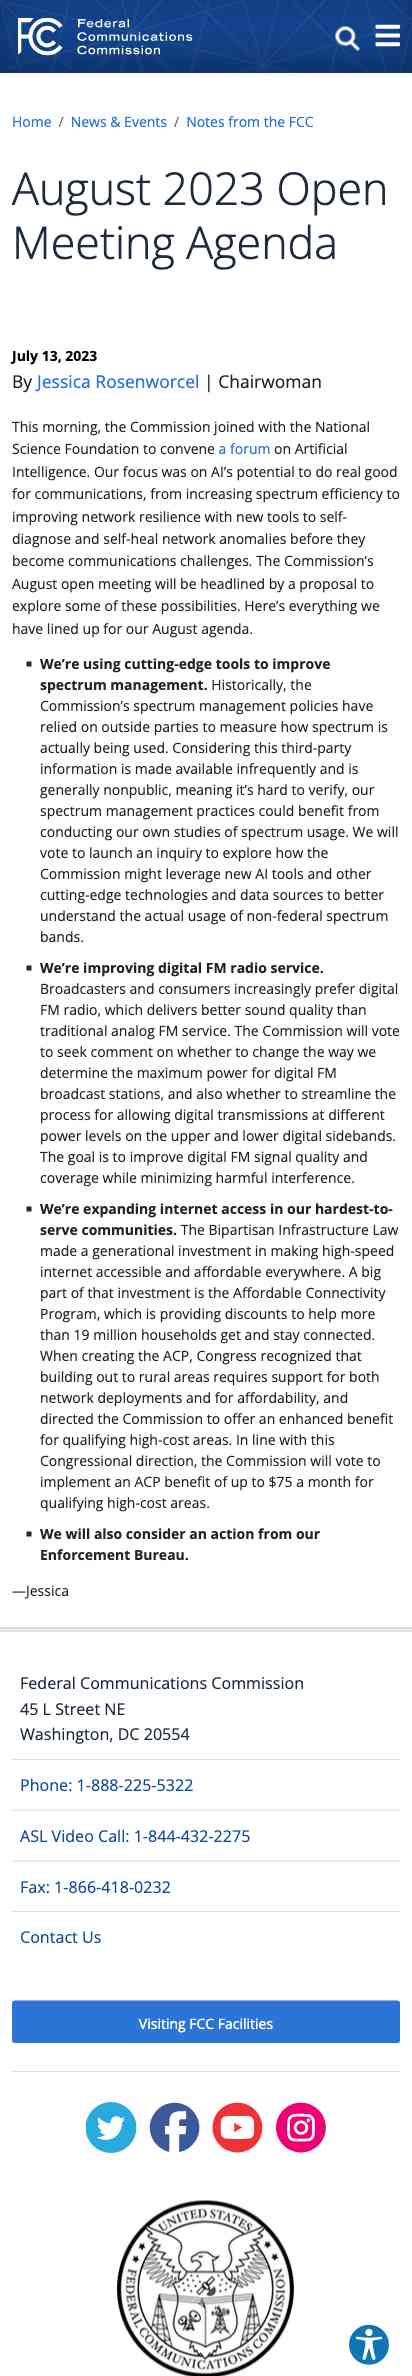 Federal
Communications
Commission
FCC
Home / News & Events / Notes from the FCC
August 2023 Open
Meeting Agenda
July 13, 2023
By Jessica Rosenworcel | Chairwoman
This morning, the Commission joined with the National
Science Foundation to convene a forum on Artificial
Intelligence. Our focus was on AI’s potential to do real good
for communications, from increasing spectrum efficiency to
improving network resilience with new tools to self-
diagnose and self-heal network anomalies before they
become communications challenges. The Commission’s
August open meeting will be headlined by a proposal to
explore some of these possibilities. Here’s everything we
have lined up for our August agenda.
▪ We’re using cutting-edge tools to improve
spectrum management. Historically, the
Commission’s spectrum management policies have
relied on outside parties to measure how spectrum is
actually being used. Considering this third-party
information is made available infrequently and is
generally nonpublic, meaning it’s hard to verify, our
spectrum management practices could benefit from
conducting our own studies of spectrum usage. We will
vote to launch an inquiry to explore how the
Commission might leverage new AI tools and other
cutting-edge technologies and data sources to better
understand the actual usage of non-federal spectrum
bands.
▪ We’re improving digital FM radio service.
Broadcasters and consumers increasingly prefer digital
FM radio, which delivers better sound quality than
traditional analog FM service. The Commission will vote
to seek comment on whether to change the way we
determine the maximum power for digital FM
broadcast stations, and also whether to streamline the
process for allowing digital transmissions at different
power levels on the upper and lower digital sidebands.
The goal is to improve digital FM signal quality and
coverage while minimizing harmful interference.
▪ We’re expanding internet access in our hardest-to-
serve communities. The Bipartisan Infrastructure Law
made a generational investment in making high-speed
internet accessible and affordable everywhere. A big
part of that investment is the Affordable Connectivity
Program, which is providing discounts to help more
than 19 million households get and stay connected.
When creating the ACP, Congress recognized that
building out to rural areas requires support for both
network deployments and for affordability, and
directed the Commission to offer an enhanced benefit
for qualifying high-cost areas. In line with this
Congressional direction, the Commission will vote to
implement an ACP benefit of up to $75 a month for
qualifying high-cost areas.
▪ We will also consider an action from our
Enforcement Bureau.
—Jessica
Federal Communications Commission
45 L Street NE
Washington, DC 20554
Phone: 1-888-225-5322
ASL Video Call: 1-844-432-2275
Fax: 1-866-418-0232
Contact Us
Visiting FCC Facilities
UNITED STATES
FEDERAL COMMUNICATIONS COMMISSION